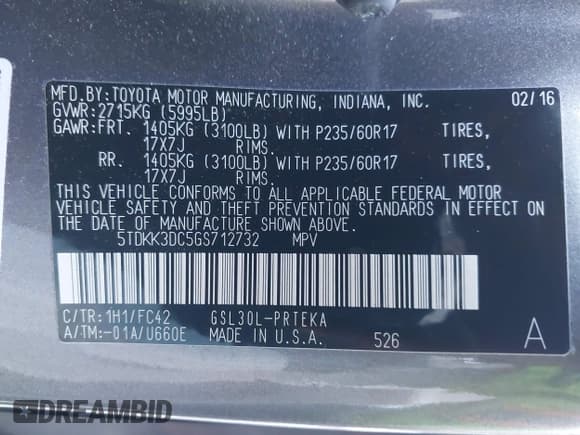 MFD.BY:TOYOTA MOTOR MANUFACTURING, INDIANA, INC. 02/16
GVWR:2715KG (5995LB)
GAWR:FRT. 1405KG (3100LB) WITH P235/60R17 TIRES,
17X7J RIMS.
RR. 1405KG (3100LB) WITH P235/60R17 TIRES,
17X7J RIMS.
THIS VEHICLE CONFORMS TO ALL APPLICABLE FEDERAL MOTOR
VEHICLE SAFETY AND THEFT PREVENTION STANDARDS IN EFFECT ON
THE DATE OF MANUFACTURE SHOWN ABOVE.
5TDKK3DC5GS712732 MPV
C/TR:1H1/FC42 GSL30L-PRTEKA
A/TM:-01A/U660E MADE IN U.S.A. 526 A
DREAMBID